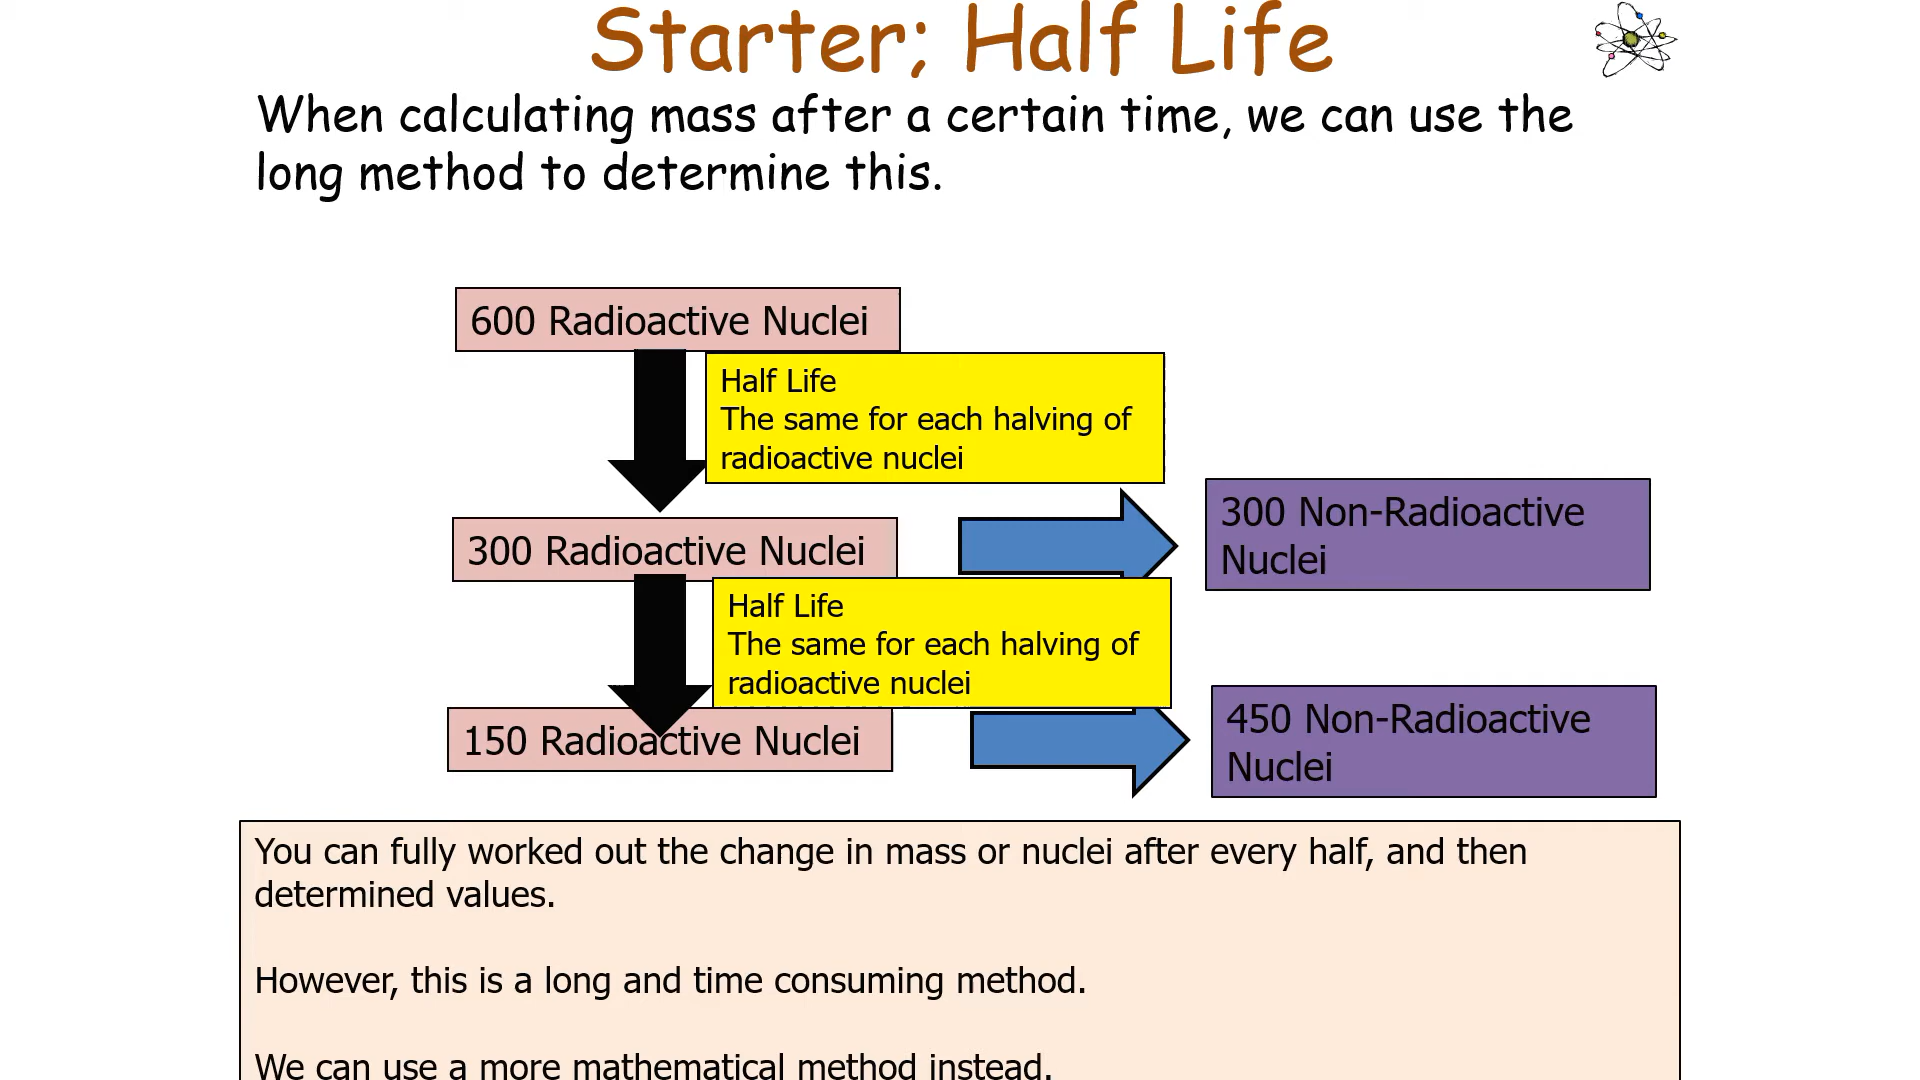 Starter; Half Life
When calculating mass after a certain time, we can use the
long method to determine this.
600 Radioactive Nuclei
Half Life
The same for each halving of
radioactive nuclei
300 Radioactive Nuclei
300 Non-Radioactive
Nuclei
Half Life
The same for each halving of
radioactive nuclei
150 Radioactive Nuclei
450 Non-Radioactive
Nuclei
You can fully worked out the change in mass or nuclei after every half, and then
determined values.
However, this is a long and time consuming method.
We can use a more mathematical method instead.